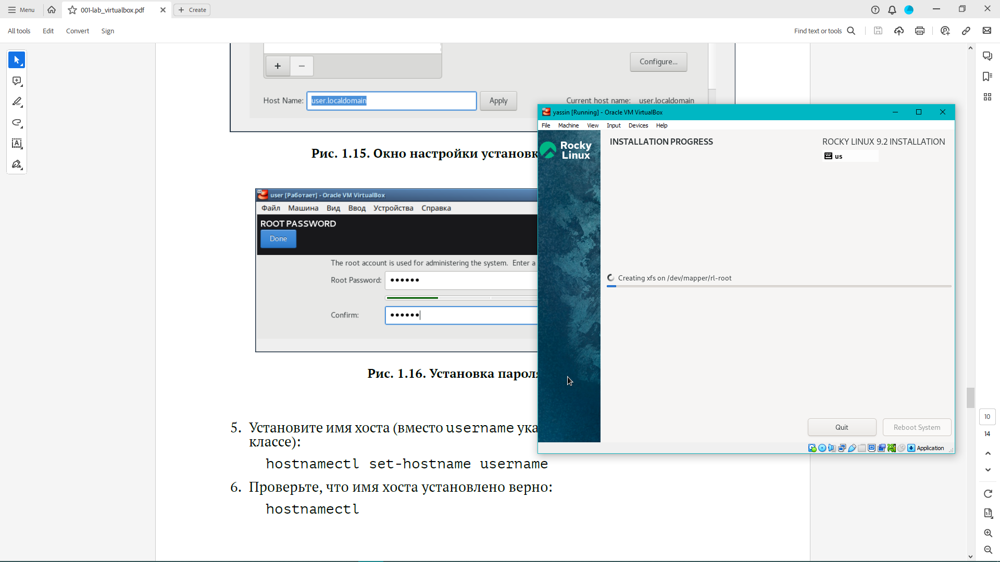 Menu
001-lab_virtualbox.pdf
Create
All tools
Edit
Convert
Sign
Find text or tools
Configure...
Host Name:
user.localdomain
Apply
Current host name: user.localdomain
Рис. 1.15. Окно настройки установк
user [Работает] - Oracle VM VirtualBox
Файл Машина Вид Ввод Устройства Справка
ROOT PASSWORD
Done
The root account is used for administering the system. Enter a
Root Password:
Confirm:
Рис. 1.16. Установка пароля
5. Установите имя хоста (вместо username ука
классе):
hostnamectl set-hostname username
6. Проверьте, что имя хоста установлено верно:
hostnamectl
yassin [Running] - Oracle VM VirtualBox
File Machine View Input Devices Help
Rocky
Linux
INSTALLATION PROGRESS
ROCKY LINUX 9.2 INSTALLATION
us
Creating xfs on /dev/mapper/rl-root
Quit
Reboot System
Application
10
14
1:1